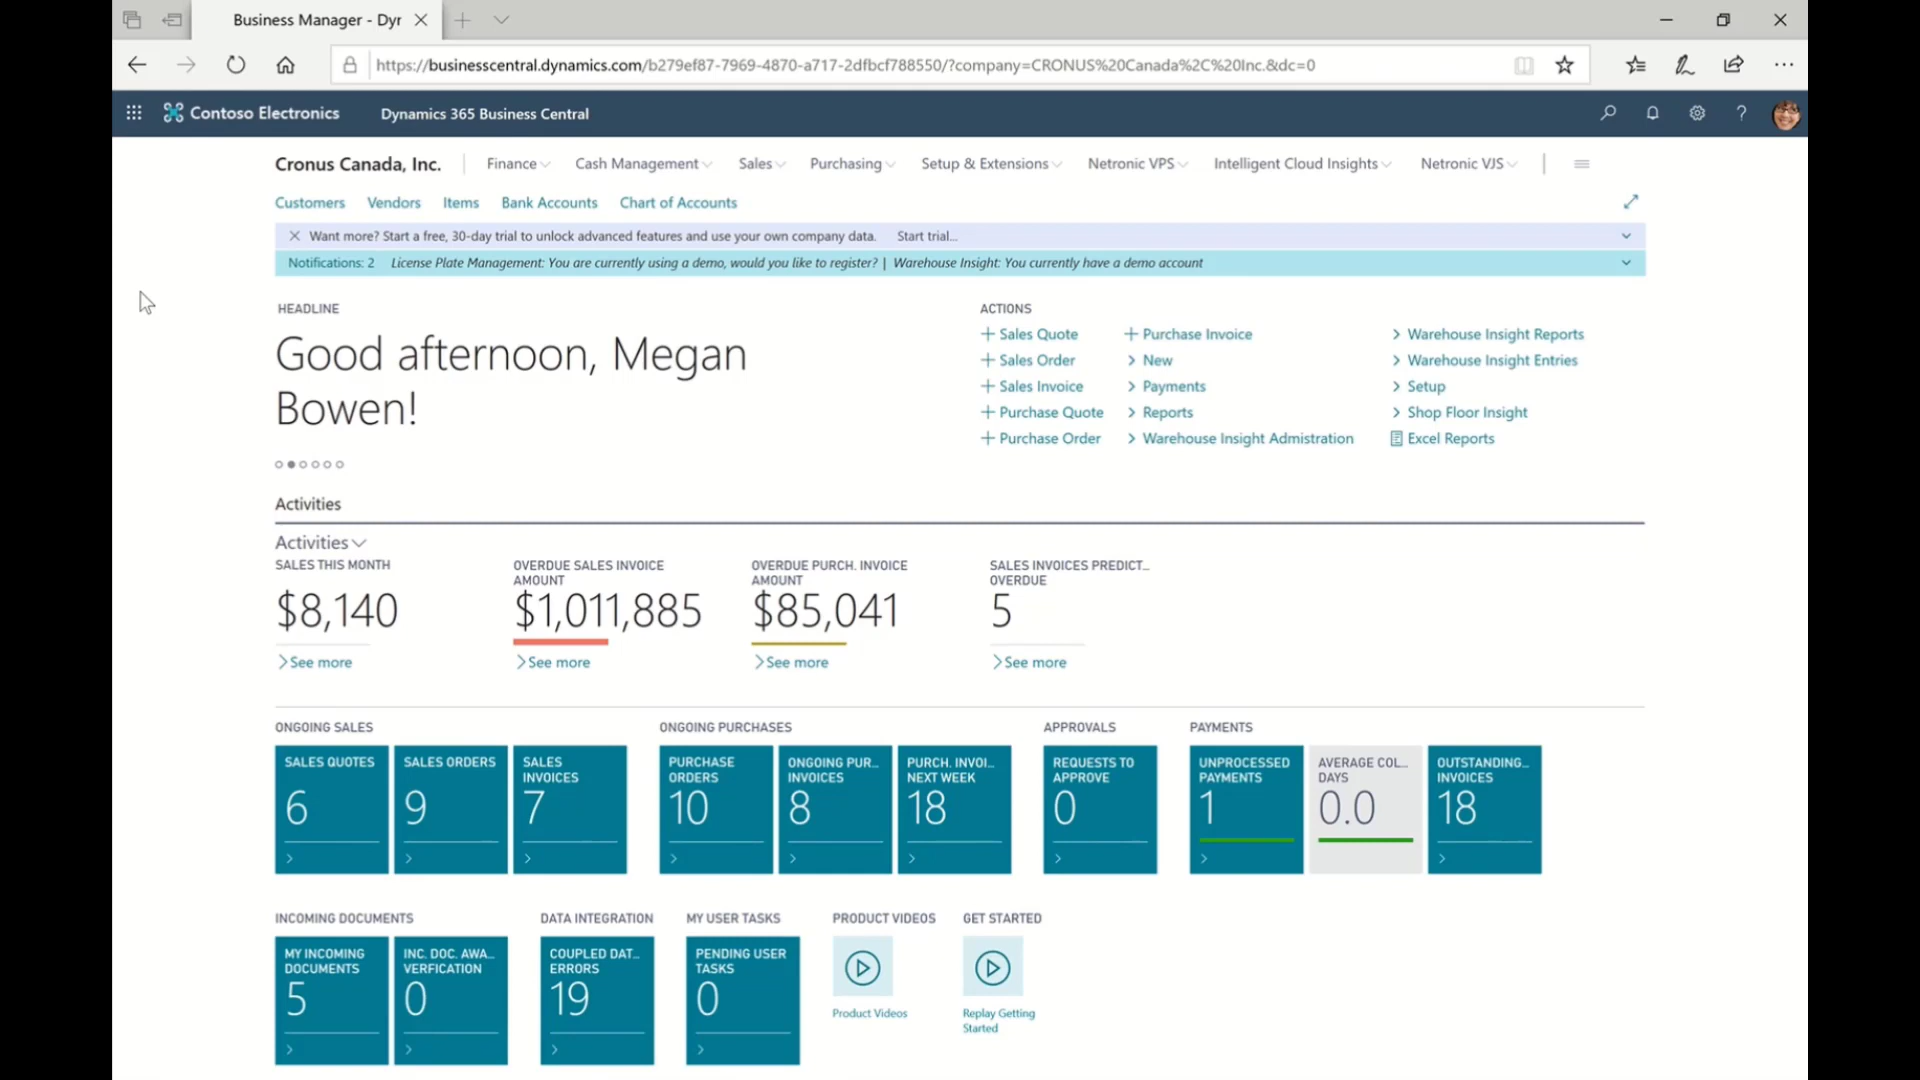 Business Manager - Dyr
https://businesscentral.dynamics.com/b279ef87-7969-4870-a717-2dfbcf788550/?company=CRONUS%20Canada%2C%20Inc.&dc=0
Contoso Electronics Dynamics 365 Business Central ?
Cronus Canada, Inc. Finance Cash Management Sales Purchasing Setup & Extensions Netronic VPS Intelligent Cloud Insights Netronic VJS
Customers Vendors Items Bank Accounts Chart of Accounts
Want more? Start a free, 30-day trial to unlock advanced features and use your own company data. Start trial...
Notifications: 2 License Plate Management: You are currently using a demo, would you like to register? | Warehouse Insight: You currently have a demo account
HEADLINE
Good afternoon, Megan
Bowen!
ACTIONS
+ Sales Quote
+ Sales Order
+ Sales Invoice
+ Purchase Quote
+ Purchase Order
+ Purchase Invoice
> New
> Payments
> Reports
> Warehouse Insight Admistration
> Warehouse Insight Reports
> Warehouse Insight Entries
> Setup
> Shop Floor Insight
Excel Reports
Activities
Activities
SALES THIS MONTH
$8,140
>See more
OVERDUE SALES INVOICE
AMOUNT
$1,011,885
>See more
OVERDUE PURCH. INVOICE
AMOUNT
$85,041
>See more
SALES INVOICES PREDICT...
OVERDUE
5
>See more
ONGOING SALES
SALES QUOTES
6
>
SALES ORDERS
9
>
SALES
INVOICES
7
>
ONGOING PURCHASES
PURCHASE
ORDERS
10
>
ONGOING PUR...
INVOICES
8
>
PURCH. INVOI...
NEXT WEEK
18
>
APPROVALS
REQUESTS TO
APPROVE
0
>
PAYMENTS
UNPROCESSED
PAYMENTS
1
>
AVERAGE COL...
DAYS
0.0
OUTSTANDING...
INVOICES
18
>
INCOMING DOCUMENTS
MY INCOMING
DOCUMENTS
5
>
INC. DOC. AWA...
VERFICATION
0
>
DATA INTEGRATION
COUPLED DAT...
ERRORS
19
>
MY USER TASKS
PENDING USER
TASKS
0
>
PRODUCT VIDEOS
Product Videos
GET STARTED
Replay Getting
Started